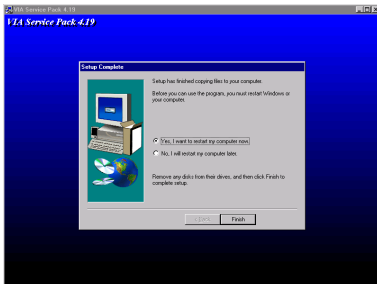 VIA Service Pack 4.19
VIA Service Pack 4.19
Setup Complete
Setup has finished copying files to your computer.
Before you can use the program, you must restart Windows or
your computer.
Yes, I want to restart my computer now.
No, I will restart my computer later.
Remove any disks from their drives, and then click Finish to
complete setup.
< Back
Finish